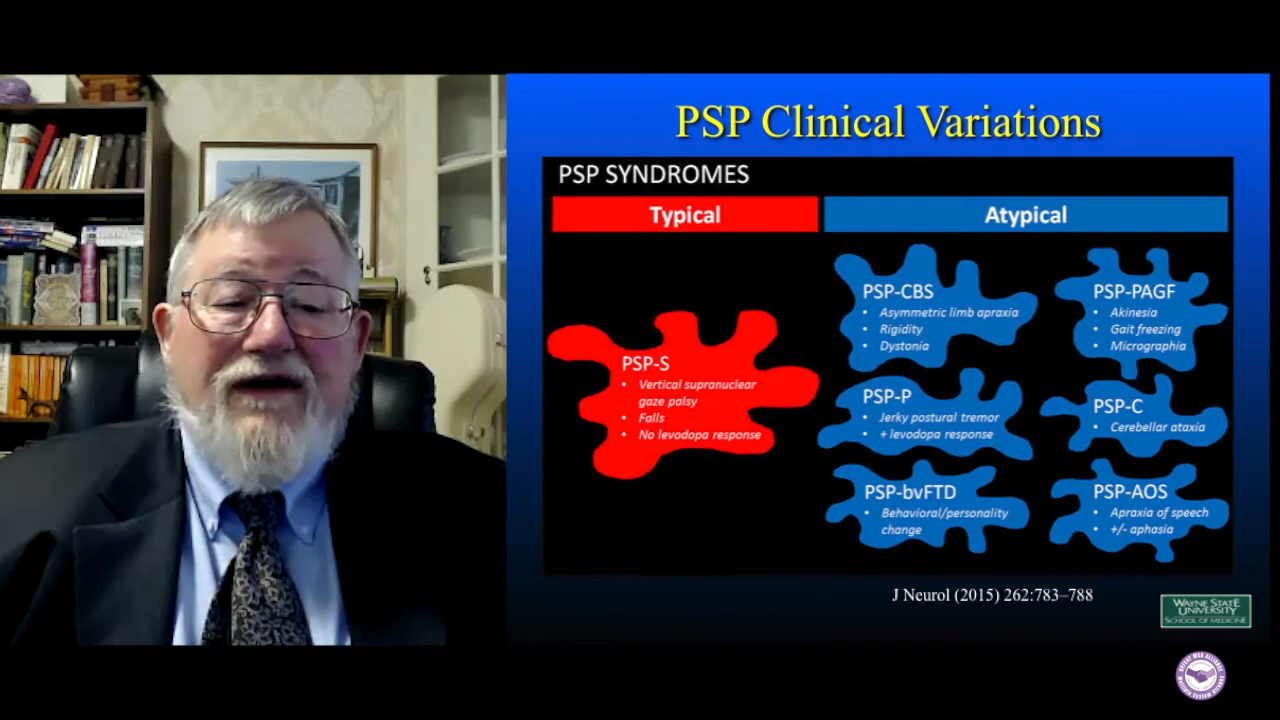 PSP Clinical Variations
PSP SYNDROMES
Typical
Atypical
PSP-S
• Vertical supranuclear
gaze palsy
• Falls
• No levodopa response
PSP-CBS
• Asymmetric limb apraxia
• Rigidity
• Dystonia
PSP-PAGF
• Akinesia
• Gait freezing
• Micrographia
PSP-P
• Jerky postural tremor
• + levodopa response
PSP-C
• Cerebellar ataxia
PSP-bvFTD
• Behavioral/personality
change
PSP-AOS
• Apraxia of speech
• +/- aphasia
J Neurol (2015) 262:783–788
WAYNE STATE
UNIVERSITY
SCHOOL OF MEDICINE
DEFEAT MSA ALLIANCE